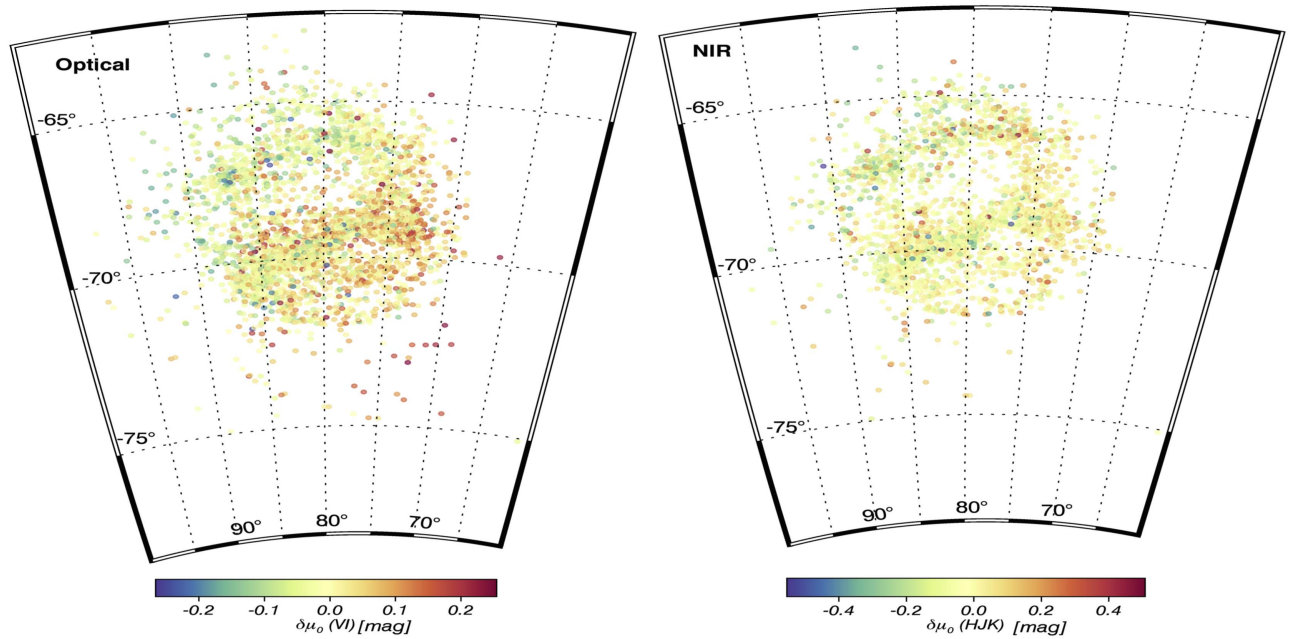 Optical
-65°
-70°
-75°
90° 80° 70°
-0.2 -0.1 0.0 0.1 0.2
δμ₀ (VI) [mag]
NIR
-65°
-70°
-75°
90° 80° 70°
-0.4 -0.2 0.0 0.2 0.4
δμ₀ (HJK) [mag]